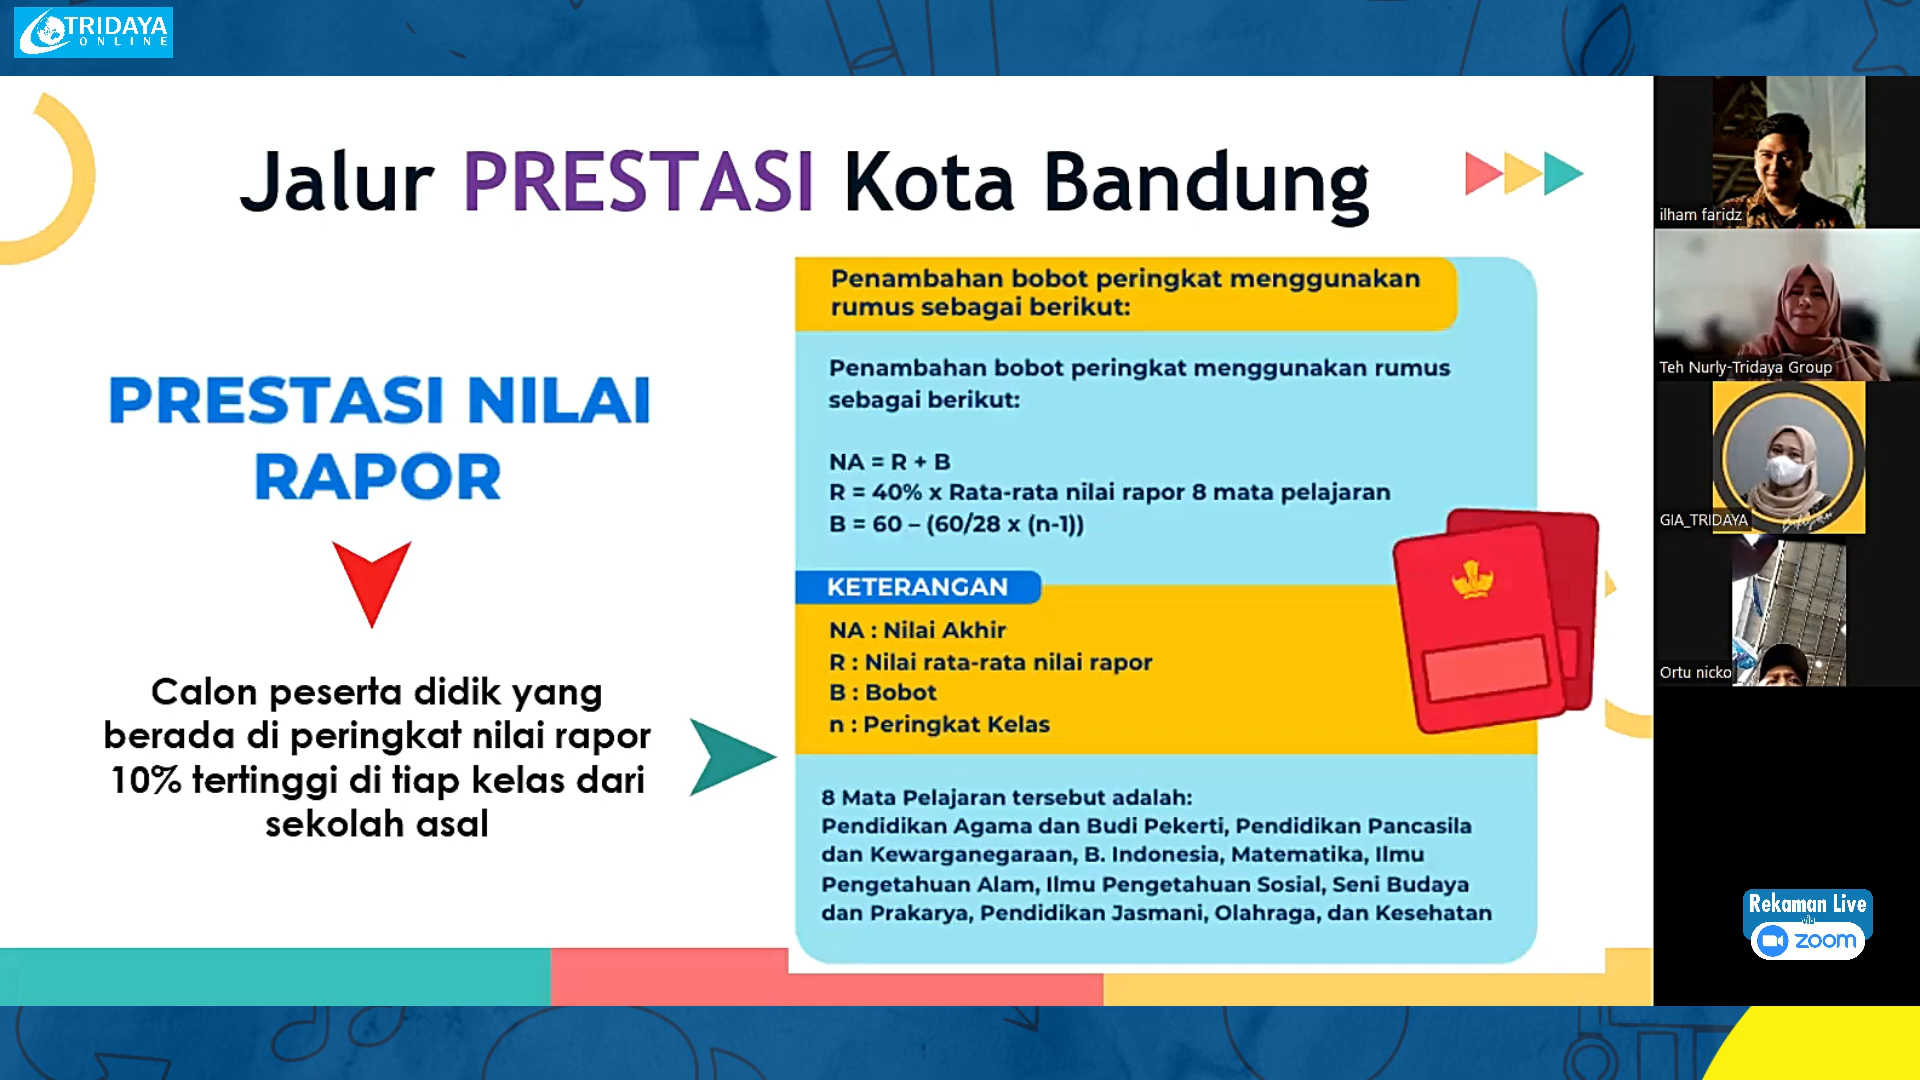 TRIDAYA
ONLINE
Jalur PRESTASI Kota Bandung
PRESTASI NILAI
RAPOR
Calon peserta didik yang
berada di peringkat nilai rapor
10% tertinggi di tiap kelas dari
sekolah asal
Penambahan bobot peringkat menggunakan
rumus sebagai berikut:
Penambahan bobot peringkat menggunakan rumus
sebagai berikut:
NA = R + B
R = 40% x Rata-rata nilai rapor 8 mata pelajaran
B = 60 – (60/28 x (n-1))
KETERANGAN
NA : Nilai Akhir
R : Nilai rata-rata nilai rapor
B : Bobot
n : Peringkat Kelas
8 Mata Pelajaran tersebut adalah:
Pendidikan Agama dan Budi Pekerti, Pendidikan Pancasila
dan Kewarganegaraan, B. Indonesia, Matematika, Ilmu
Pengetahuan Alam, Ilmu Pengetahuan Sosial, Seni Budaya
dan Prakarya, Pendidikan Jasmani, Olahraga, dan Kesehatan
ilham faridz
Teh Nurly-Tridaya Group
GIA_TRIDAYA
Ortu nicko
Rekaman Live
zoom